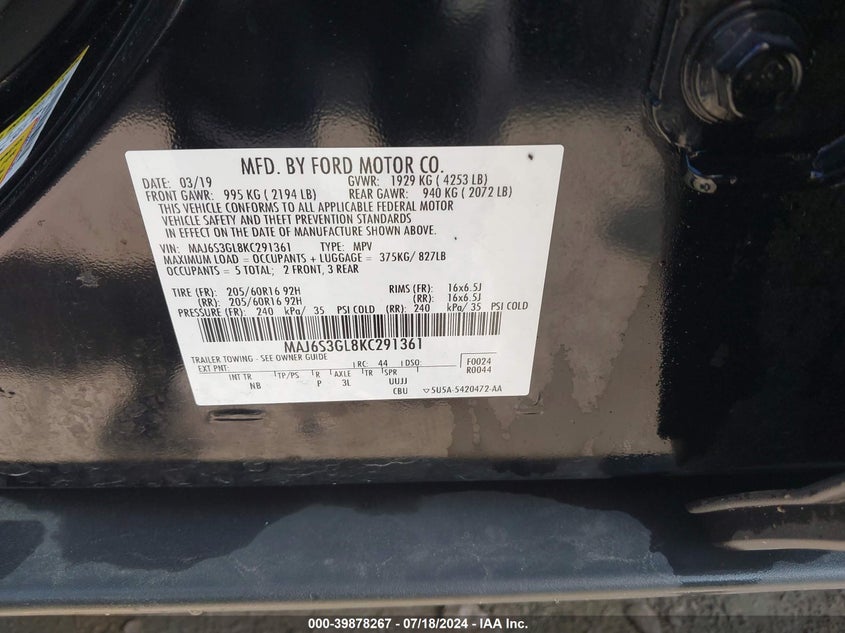 MFD. BY FORD MOTOR CO.
DATE: 03/19 GVWR: 1929 KG ( 4253 LB)
FRONT GAWR: 995 KG ( 2194 LB) REAR GAWR: 940 KG ( 2072 LB)
THIS VEHICLE CONFORMS TO ALL APPLICABLE FEDERAL MOTOR
VEHICLE SAFETY AND THEFT PREVENTION STANDARDS
IN EFFECT ON THE DATE OF MANUFACTURE SHOWN ABOVE.
VIN: MAJ6S3GL8KC291361 TYPE: MPV
MAXIMUM LOAD = OCCUPANTS + LUGGAGE = 375KG/ 827LB
OCCUPANTS = 5 TOTAL; 2 FRONT, 3 REAR
TIRE (FR): 205/60R16 92H RIMS (FR): 16x6.5J
(RR): 205/60R16 92H (RR): 16x6.5J
PRESSURE (FR): 240 kPa/ 35 PSI COLD (RR): 240 kPa/ 35 PSI COLD
MAJ6S3GL8KC291361
TRAILER TOWING - SEE OWNER GUIDE
EXT PNT: RC: 44 DSO: F0024
R0044
INT TR TP/PS R AXLE TR SPR
NB P 3L UUJJ
CBU ▽5U5A-5420472-AA
000-39878267 - 07/18/2024 - IAA Inc.